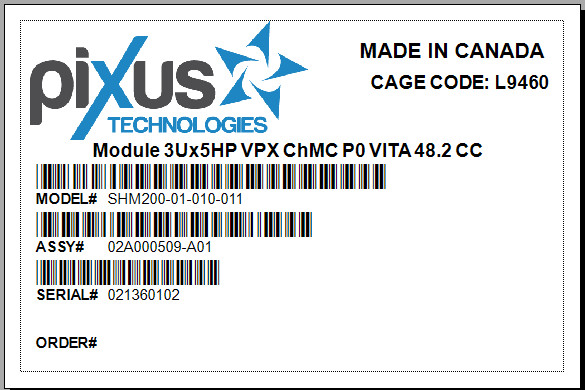 piXus
TECHNOLOGIES
MADE IN CANADA
CAGE CODE: L9460
Module 3Ux5HP VPX ChMC P0 VITA 48.2 CC
MODEL# SHM200-01-010-011
ASSY# 02A000509-A01
SERIAL# 021360102
ORDER#